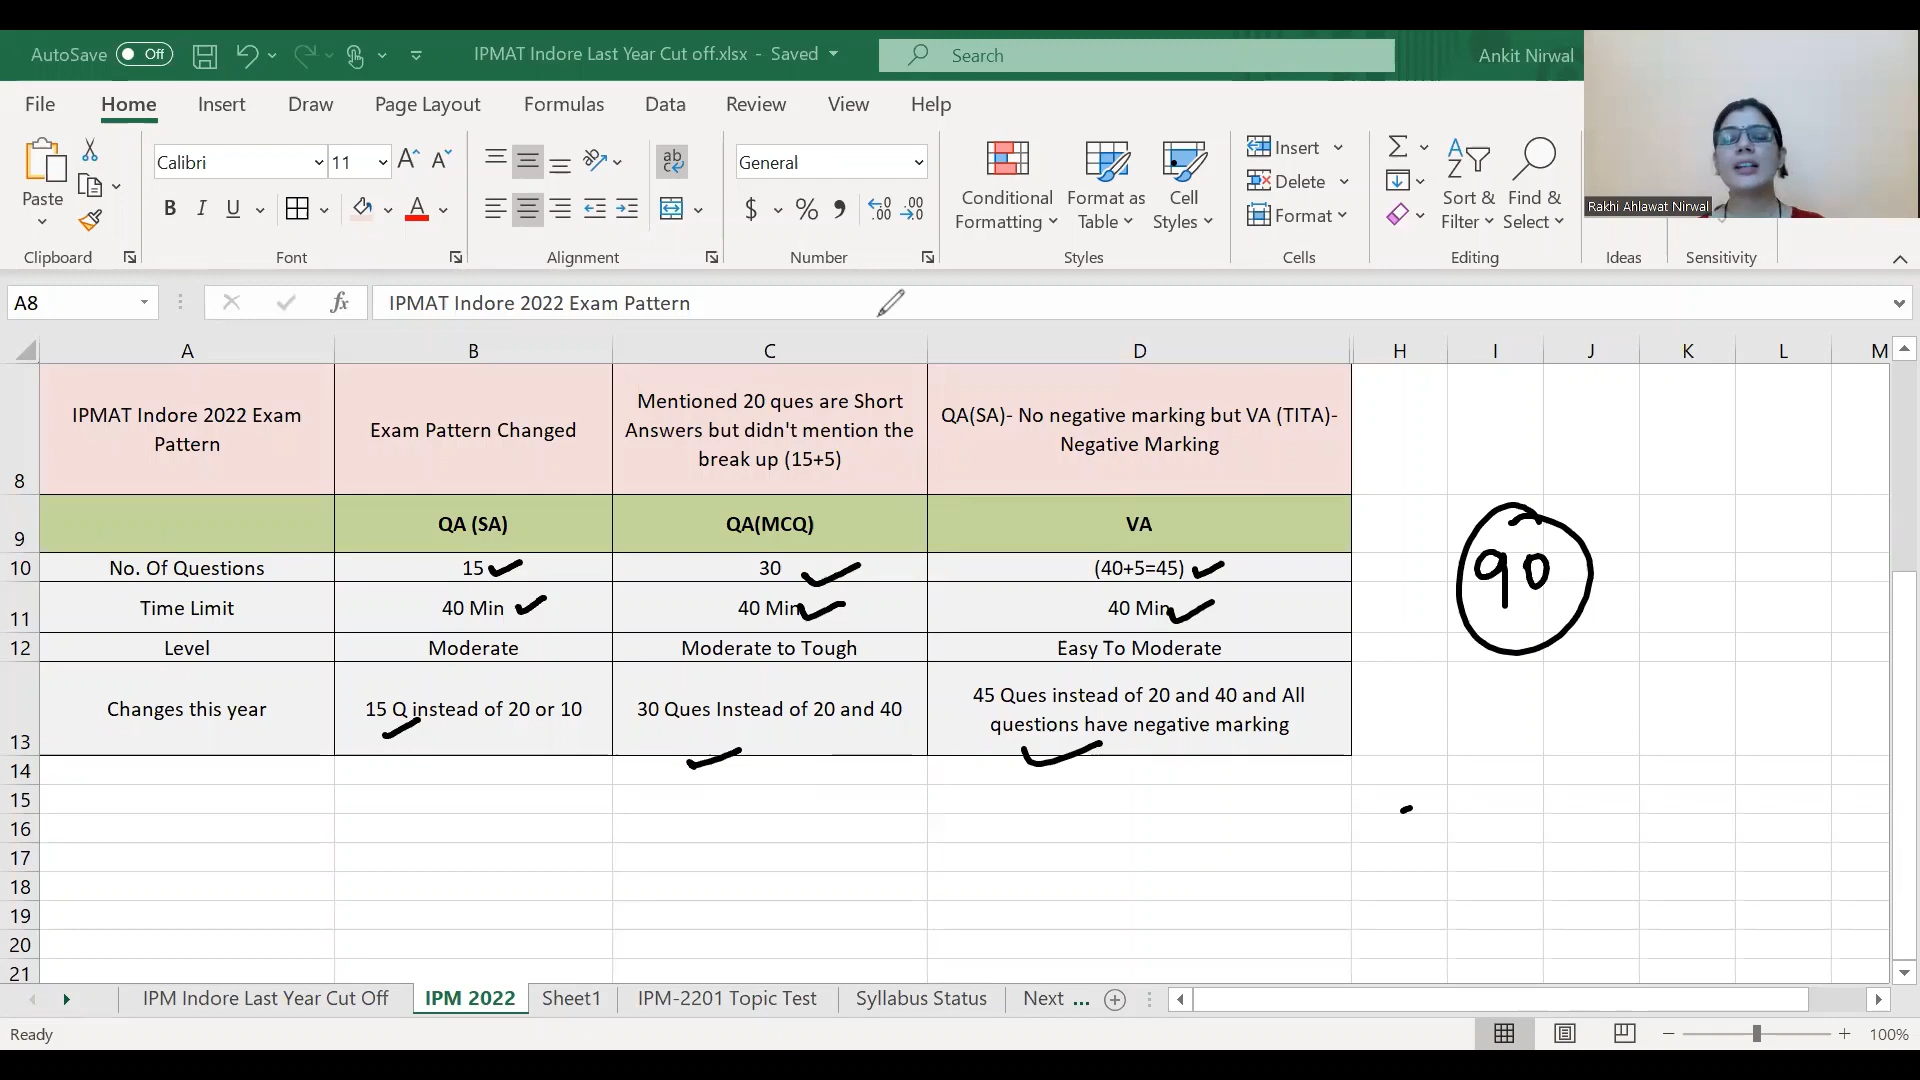 AutoSave Off IPMAT Indore Last Year Cut off.xlsx - Saved Search Ankit Nirwal
File Home Insert Draw Page Layout Formulas Data Review View Help
Paste
Calibri 11 A A
B I U A
ab
General
$ % 9 .00 .00
Conditional
Formatting
Format as
Table
Cell
Styles
Insert
Delete
Format
Sort &
Filter
Find &
Select
Rakhi Ahlawat Nirwal
Clipboard Font Alignment Number Styles Cells Editing Ideas Sensitivity
A8 fx IPMAT Indore 2022 Exam Pattern
A B C D H I J K L M
8
IPMAT Indore 2022 Exam
Pattern
Exam Pattern Changed
Mentioned 20 ques are Short
Answers but didn't mention the
break up (15+5)
QA(SA)- No negative marking but VA (TITA)-
Negative Marking
9 QA (SA) QA(MCQ) VA
10 No. Of Questions 15 30 (40+5=45)
90
11 Time Limit 40 Min 40 Min 40 Min
12 Level Moderate Moderate to Tough Easy To Moderate
13 Changes this year 15 Q instead of 20 or 10 30 Ques Instead of 20 and 40
45 Ques instead of 20 and 40 and All
questions have negative marking
14
15
16
17
18
19
20
21
IPM Indore Last Year Cut Off IPM 2022 Sheet1 IPM-2201 Topic Test Syllabus Status Next ...
Ready 100%